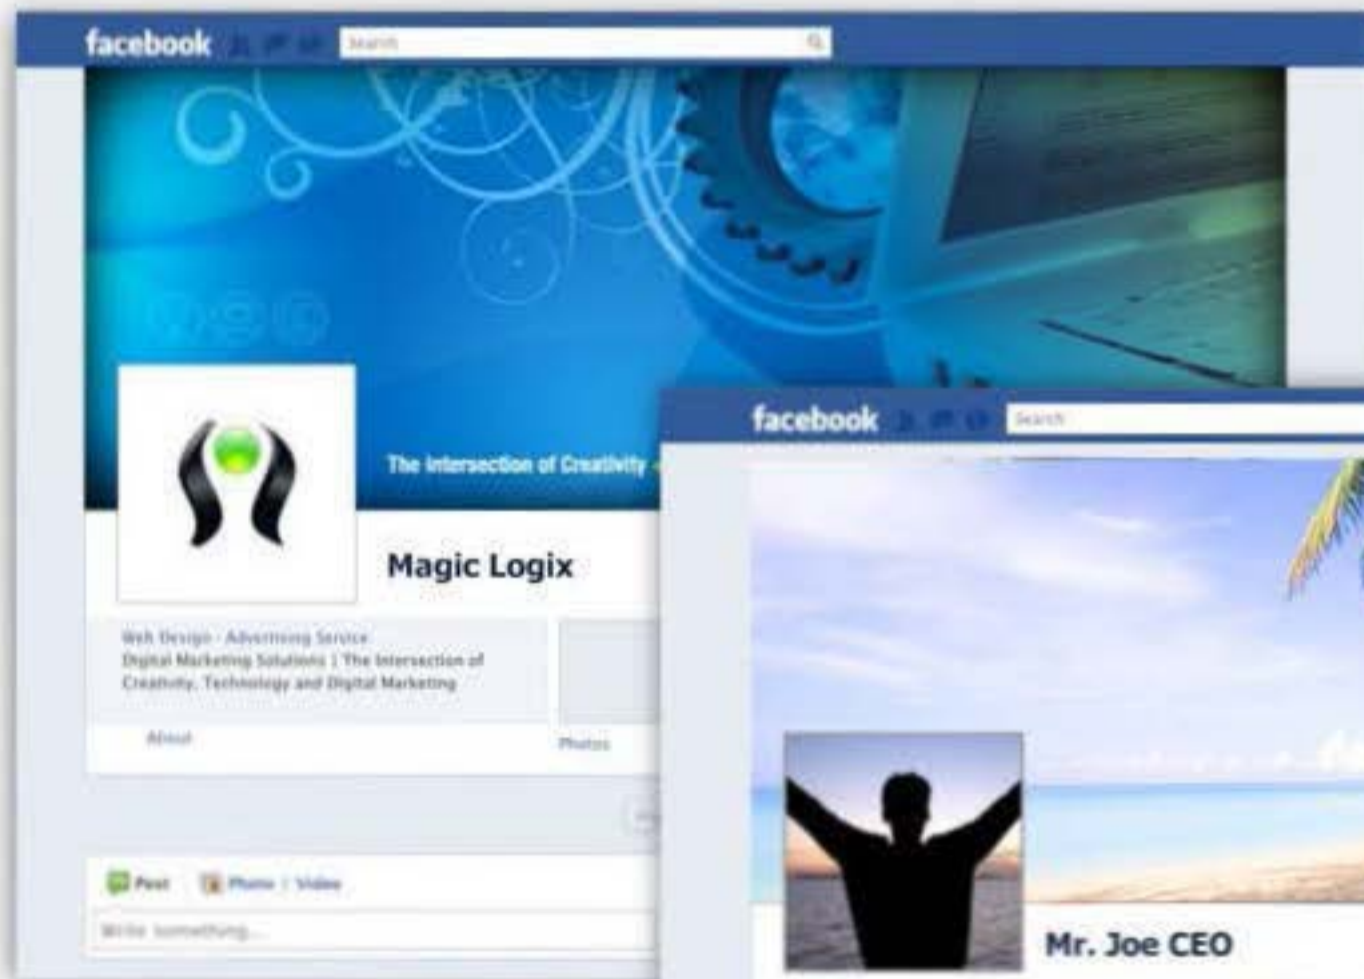 facebook
Search
The Intersection of Creativity
Magic Logix
Web Design - Advertising Service
Digital Marketing Solutions | The Intersection of
Creativity, Technology and Digital Marketing
About
Photos
Post
Photo / Video
Write something...
facebook
Search
Mr. Joe CEO